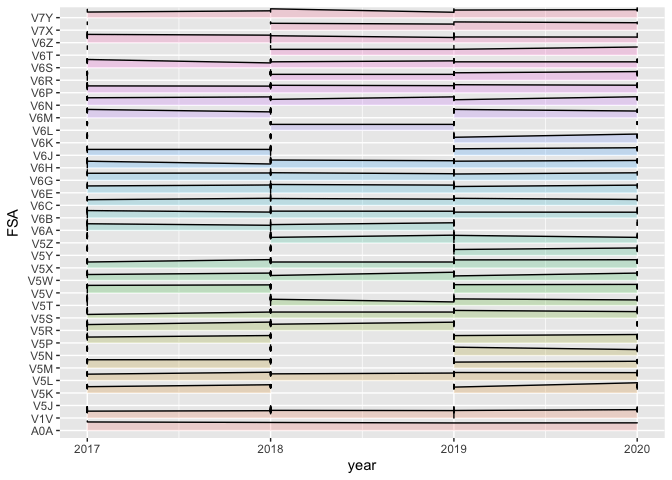 V7Y
V7X
V6Z
V6T
V6S
V6R
V6P
V6N
V6M
V6L
V6K
V6J
V6H
V6G
V6E
V6C
V6B
V6A
V5Z
V5Y
V5X
V5W
V5V
V5T
V5S
V5R
V5P
V5N
V5M
V5L
V5K
V5J
V1V
A0A
FSA
2017 2018 2019 2020
year